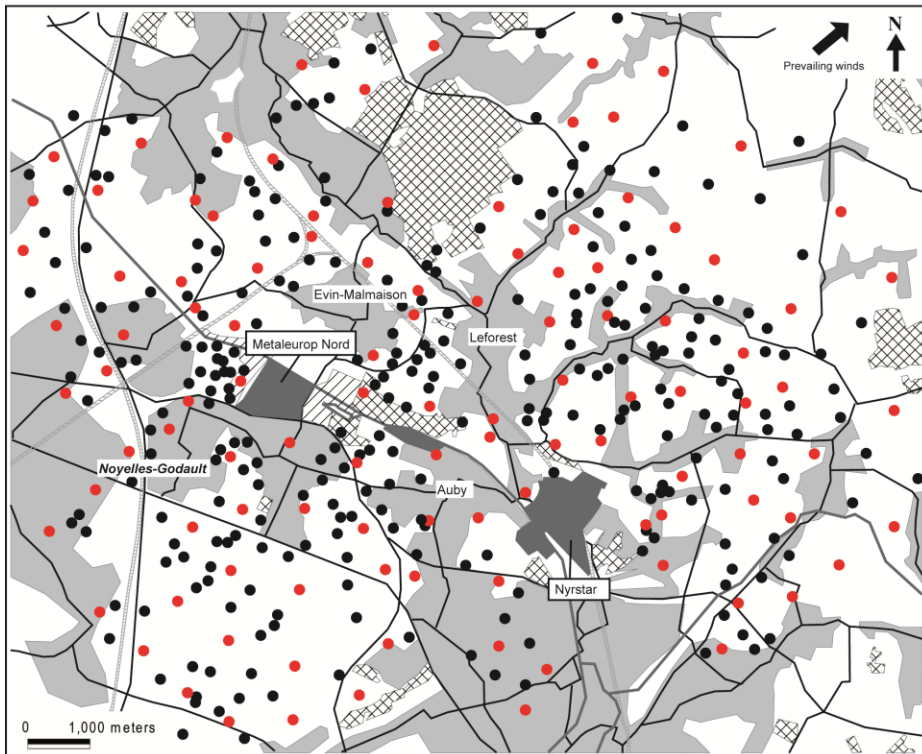 N
Prevailing winds
Evin-Malmaison
Leforest
Metaleurop Nord
Noyelles-Godault
Auby
Nyrstar
0 1,000 meters